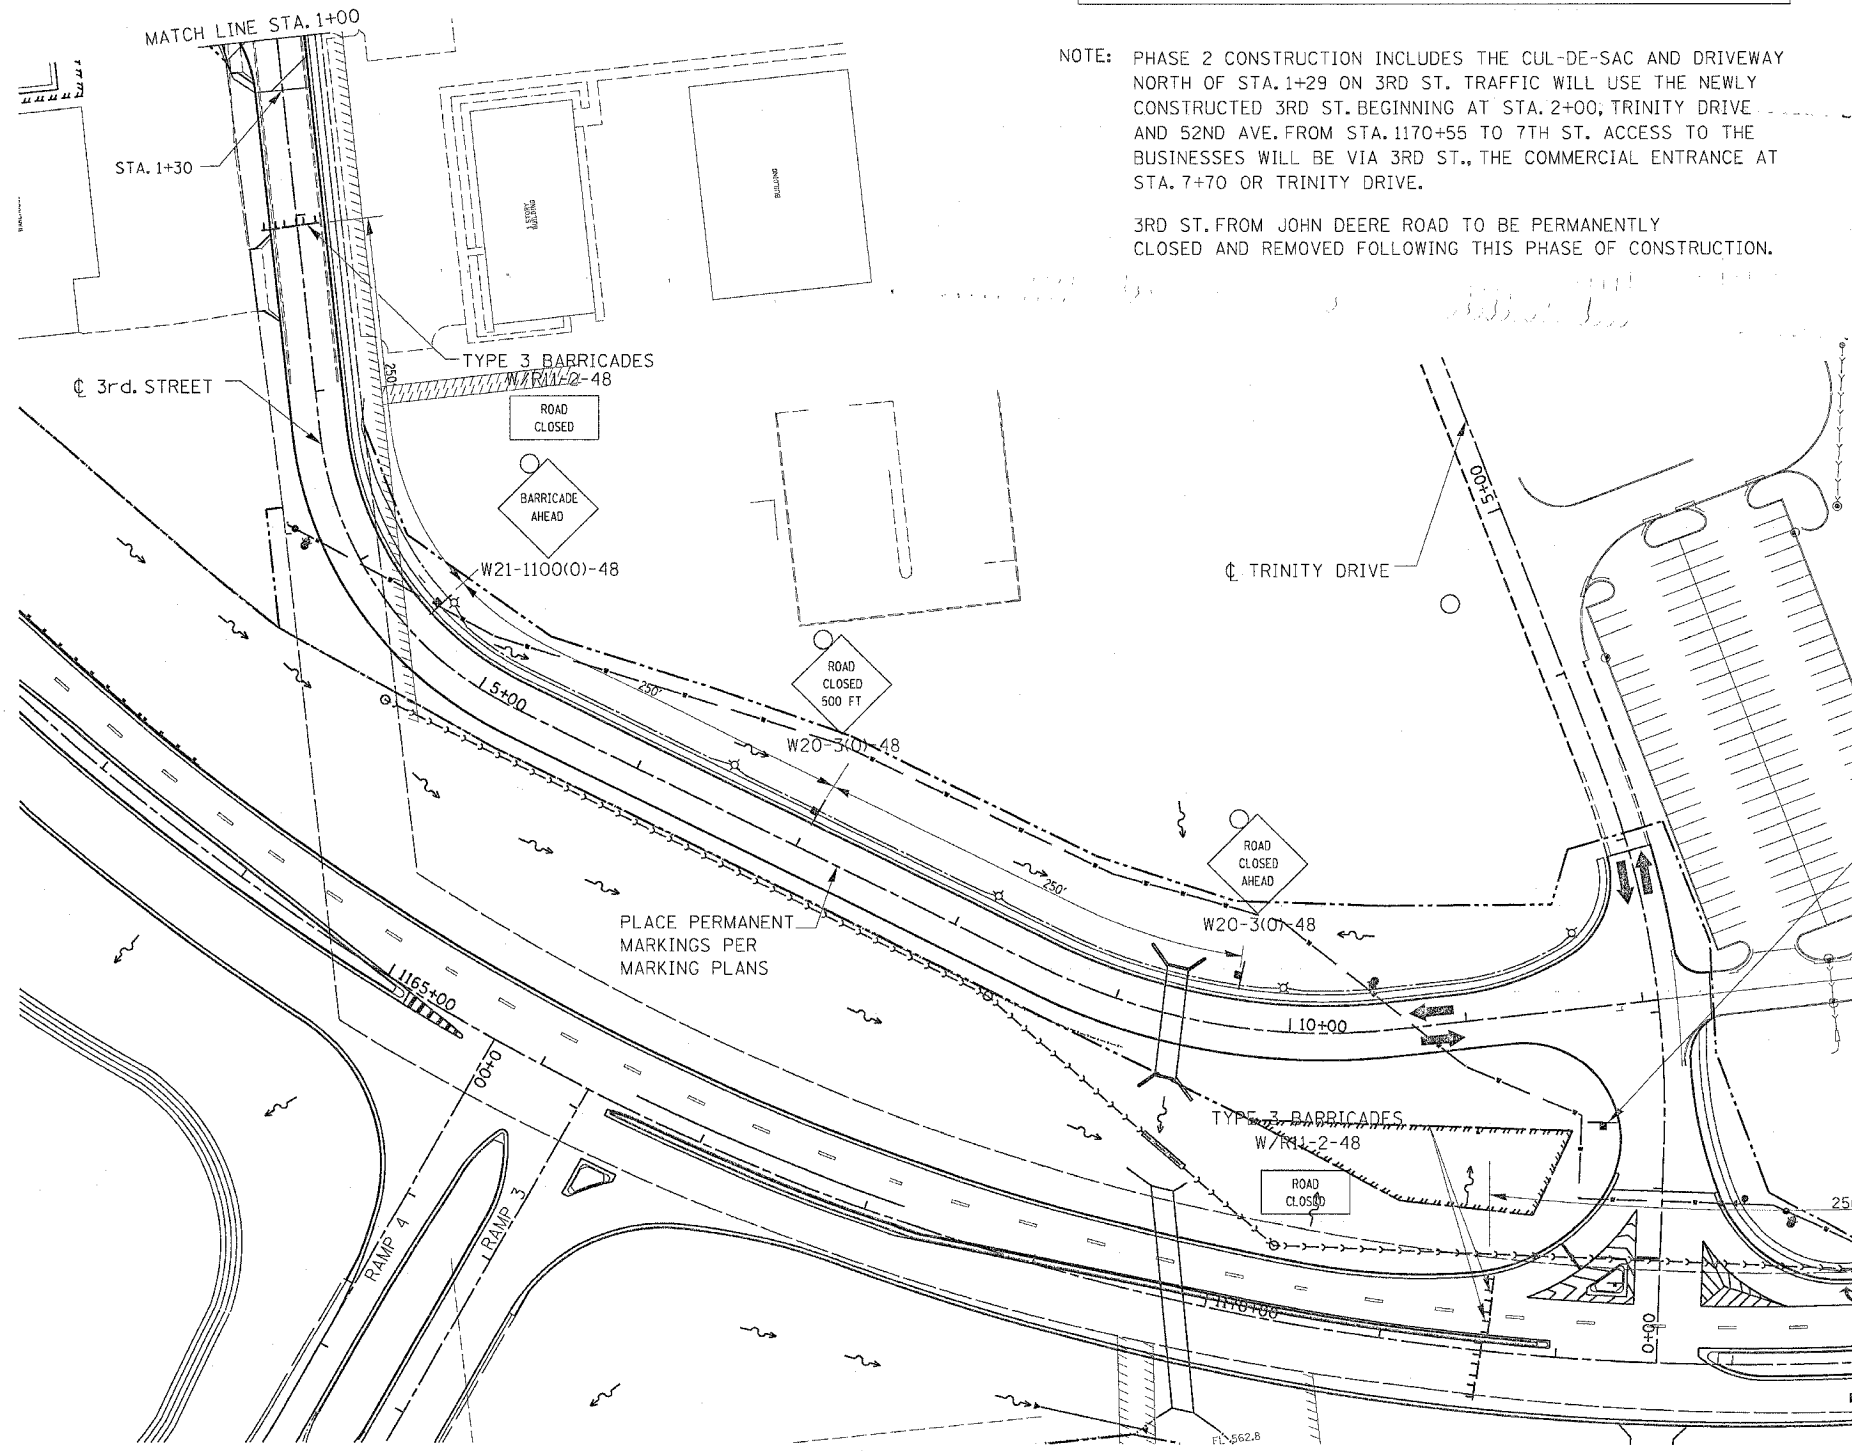 MATCH LINE STA. 1+00
NOTE: PHASE 2 CONSTRUCTION INCLUDES THE CUL-DE-SAC AND DRIVEWAY
NORTH OF STA. 1+29 ON 3RD ST. TRAFFIC WILL USE THE NEWLY
CONSTRUCTED 3RD ST. BEGINNING AT STA. 2+00, TRINITY DRIVE
AND 52ND AVE. FROM STA. 1170+55 TO 7TH ST. ACCESS TO THE
BUSINESSES WILL BE VIA 3RD ST., THE COMMERCIAL ENTRANCE AT
STA. 7+70 OR TRINITY DRIVE.
3RD ST. FROM JOHN DEERE ROAD TO BE PERMANENTLY
CLOSED AND REMOVED FOLLOWING THIS PHASE OF CONSTRUCTION.
STA. 1+30
1 STORY
BUILDING
BUILDING
TYPE 3 BARRICADES
W/R11-2-48
250'
℄ 3rd. STREET
ROAD
CLOSED
BARRICADE
AHEAD
W21-1100(0)-48
5+00
℄ TRINITY DRIVE
ROAD
CLOSED
500 FT
W20-3(0)-48
250'
5+00
ROAD
CLOSED
AHEAD
W20-3(0)-48
250'
PLACE PERMANENT
MARKINGS PER
MARKING PLANS
1165+00
10+00
0+00
TYPE 3 BARRICADES
W/R11-2-48
ROAD
CLOSED
RAMP 4
RAMP 3
1170+00
0+00
FL 562.8